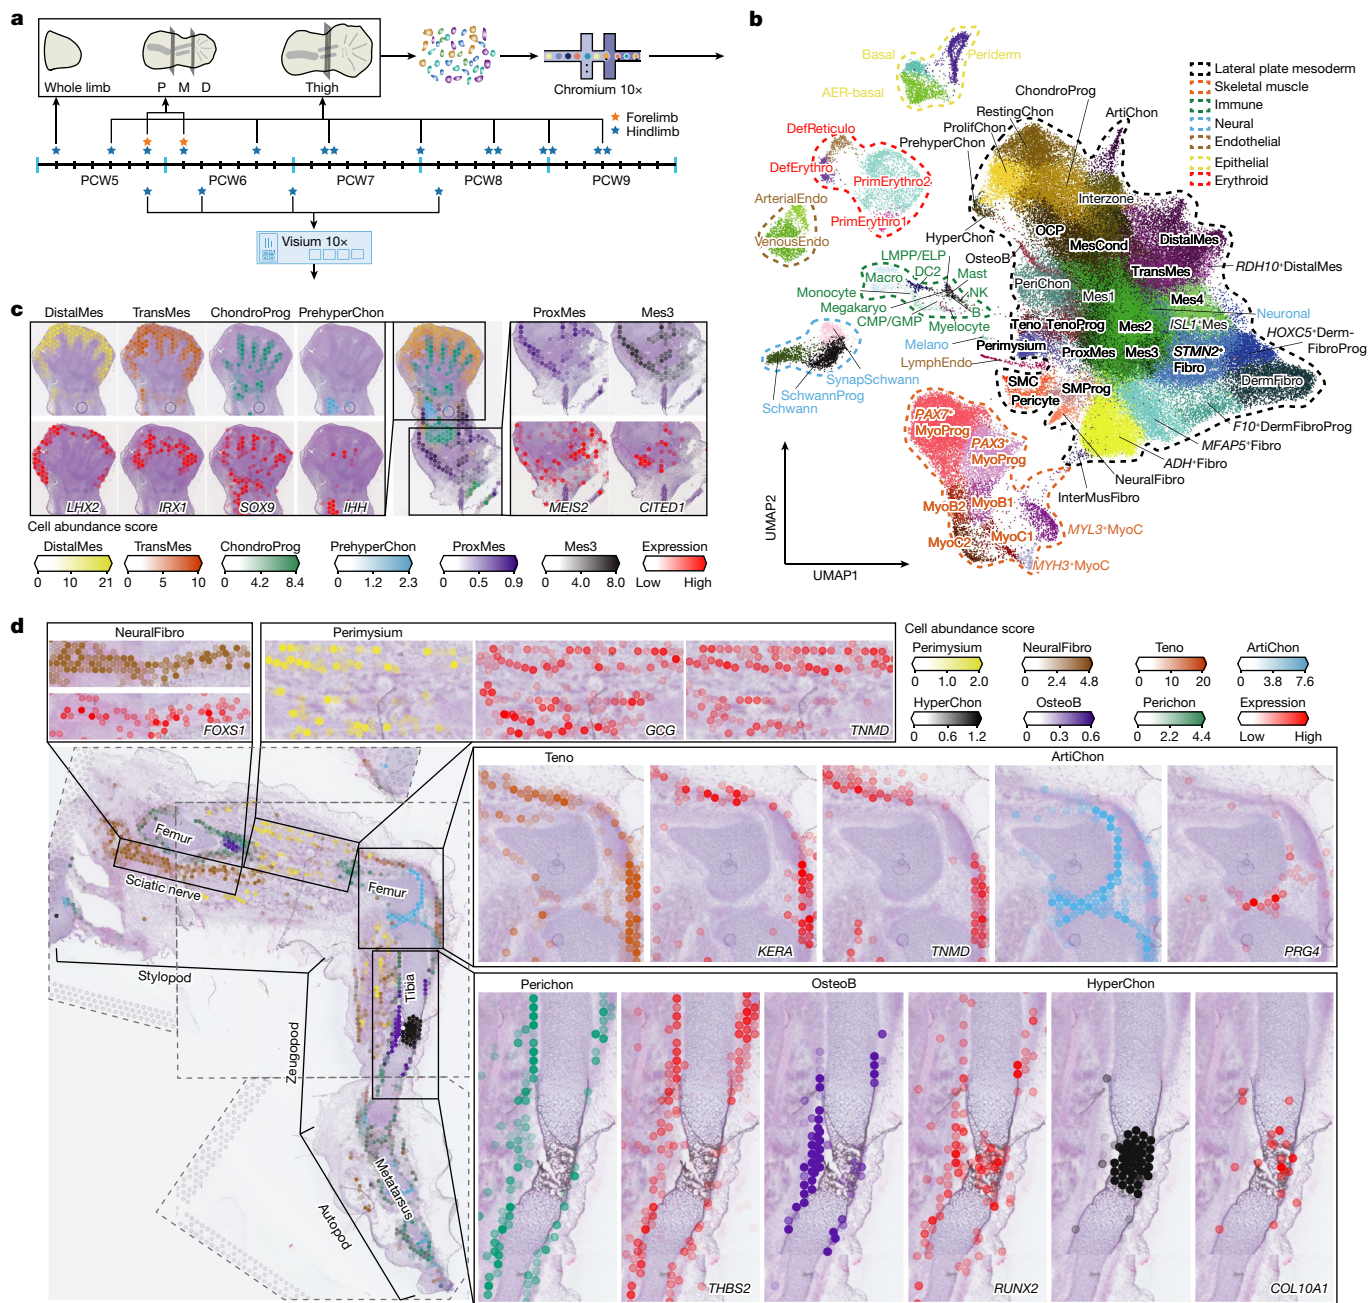 a
Whole limb
P M D
Thigh
Chromium 10×
Forelimb
Hindlimb
PCW5 PCW6 PCW7 PCW8 PCW9
Visium 10×
b
Basal
Periderm
AER-basal
DefReticulo
DefErythro
PrimErythro2
PrimErythro1
ArterialEndo
VenousEndo
ChondroProg
RestingChon
ArtiChon
ProlifChon
PrehyperChon
Interzone
OCP
MesCond
DistalMes
TransMes
RDH10+DistalMes
HyperChon
OsteoB
LMPP/ELP
Macro
DC2
Mast
Monocyte
NK
Megakaryo
B
CMP/GMP
Myelocyte
PeriChon
Mes1
Mes4
ISL1+Mes
Neuronal
Melano
Teno
TenoProg
Mes2
HOXC5+Derm-
FibroProg
Perimysium
ProxMes
Mes3
STMN2+
Fibro
LymphEndo
SynapSchwann
SchwannProg
Schwann
SMC
SMProg
Pericyte
DermFibro
F10+DermFibroProg
MFAP5+Fibro
ADH+Fibro
NeuralFibro
InterMusFibro
PAX7+
MyoProg
PAX3+
MyoProg
MyoB2
MyoB1
MyoC2
MyoC1
MYL3+MyoC
MYH3+MyoC
UMAP2
UMAP1
Lateral plate mesoderm
Skeletal muscle
Immune
Neural
Endothelial
Epithelial
Erythroid
c
DistalMes TransMes ChondroProg PrehyperChon ProxMes Mes3
LHX2 IRX1 SOX9 IHH MEIS2 CITED1
Cell abundance score
DistalMes TransMes ChondroProg PrehyperChon ProxMes Mes3 Expression
0 10 21 0 5 10 0 4.2 8.4 0 1.2 2.3 0 0.5 0.9 0 4.0 8.0 Low High
d
NeuralFibro
FOXS1
Perimysium
GCG
TNMD
Cell abundance score
Perimysium NeuralFibro Teno ArtiChon
0 1.0 2.0 0 2.4 4.8 0 10 20 0 3.8 7.6
HyperChon OsteoB Perichon Expression
0 0.6 1.2 0 0.3 0.6 0 2.2 4.4 Low High
Femur
Sciatic nerve
Femur
Stylopod
Tibia
Zeugopod
Metatarsus
Autopod
Teno
ArtiChon
KERA
TNMD
PRG4
Perichon
OsteoB
HyperChon
THBS2
RUNX2
COL10A1